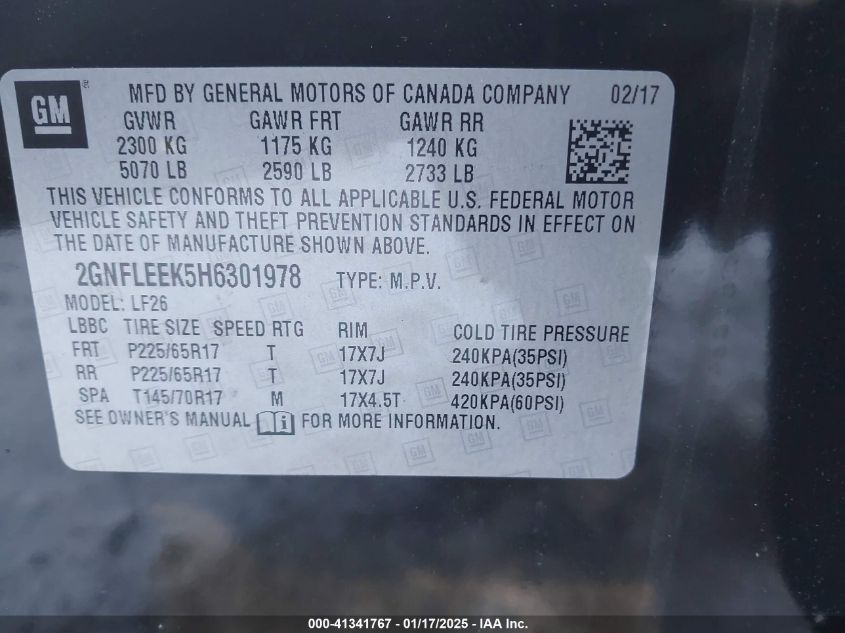 GM
MFD BY GENERAL MOTORS OF CANADA COMPANY 02/17
GVWR GAWR FRT GAWR RR
2300 KG 1175 KG 1240 KG
5070 LB 2590 LB 2733 LB
THIS VEHICLE CONFORMS TO ALL APPLICABLE U.S. FEDERAL MOTOR
VEHICLE SAFETY AND THEFT PREVENTION STANDARDS IN EFFECT ON
THE DATE OF MANUFACTURE SHOWN ABOVE.
2GNFLEEK5H6301978 TYPE: M.P.V.
MODEL: LF26
LBBC TIRE SIZE SPEED RTG RIM COLD TIRE PRESSURE
FRT P225/65R17 T 17X7J 240KPA(35PSI)
RR P225/65R17 T 17X7J 240KPA(35PSI)
SPA T145/70R17 M 17X4.5T 420KPA(60PSI)
SEE OWNER'S MANUAL FOR MORE INFORMATION.
000-41341767 / 01/17/2025 - IAA Inc.